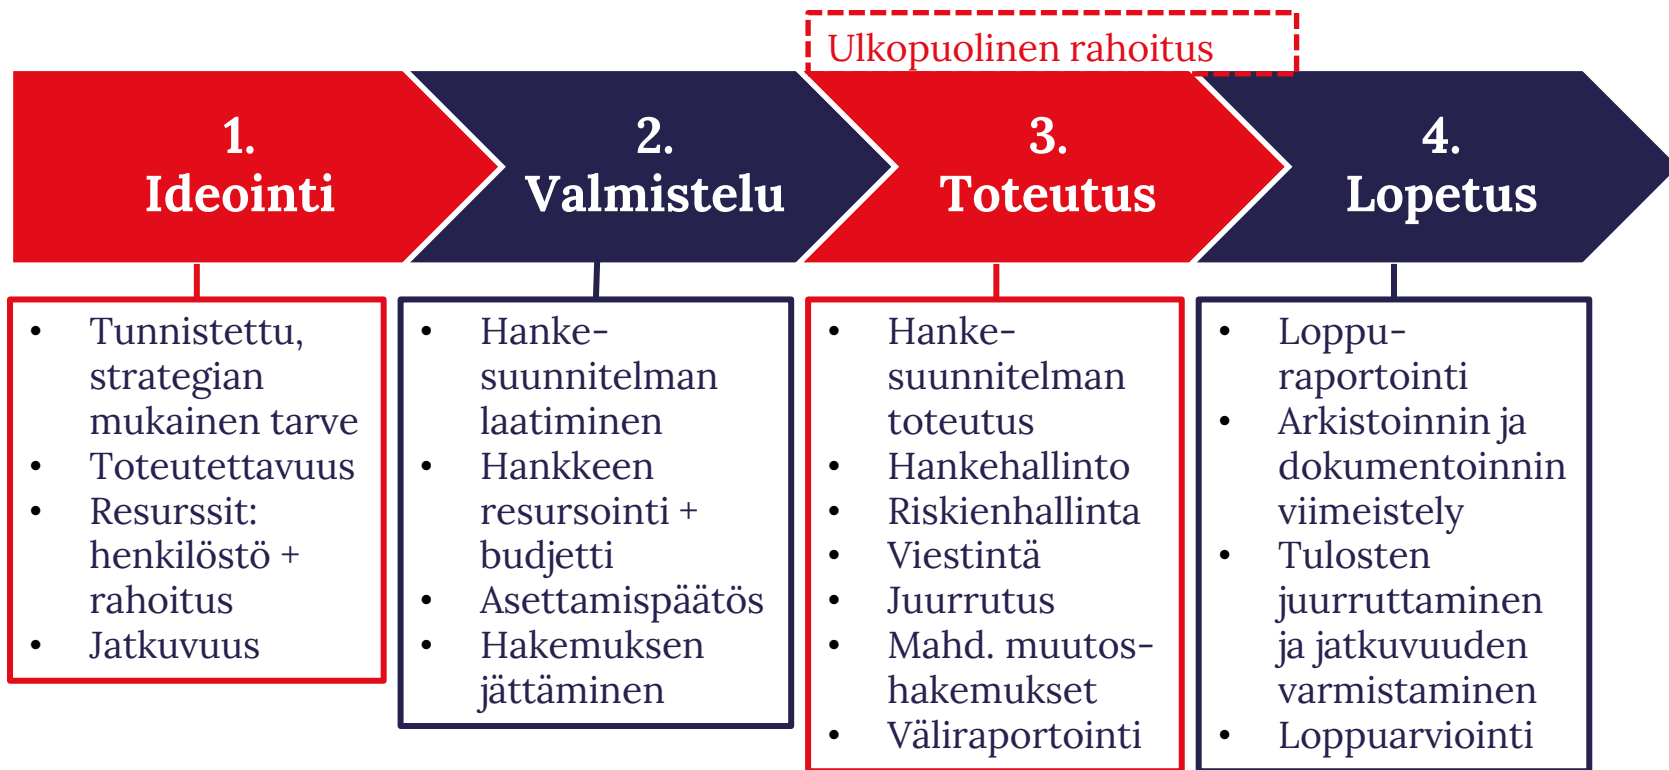 Ulkopuolinen rahoitus
1.
Ideointi
2.
Valmistelu
3.
Toteutus
4.
Lopetus
• Tunnistettu,
strategian
mukainen tarve
• Toteutettavuus
• Resurssit:
henkilöstö +
rahoitus
• Jatkuvuus
• Hanke-
suunnitelman
laatiminen
• Hankkeen
resursointi +
budjetti
• Asettamispäätös
• Hakemuksen
jättäminen
• Hanke-
suunnitelman
toteutus
• Hankehallinto
• Riskienhallinta
• Viestintä
• Juurrutus
• Mahd. muutos-
hakemukset
• Väliraportointi
• Loppu-
raportointi
• Arkistoinnin ja
dokumentoinnin
viimeistely
• Tulosten
juurruttaminen
ja jatkuvuuden
varmistaminen
• Loppuarviointi